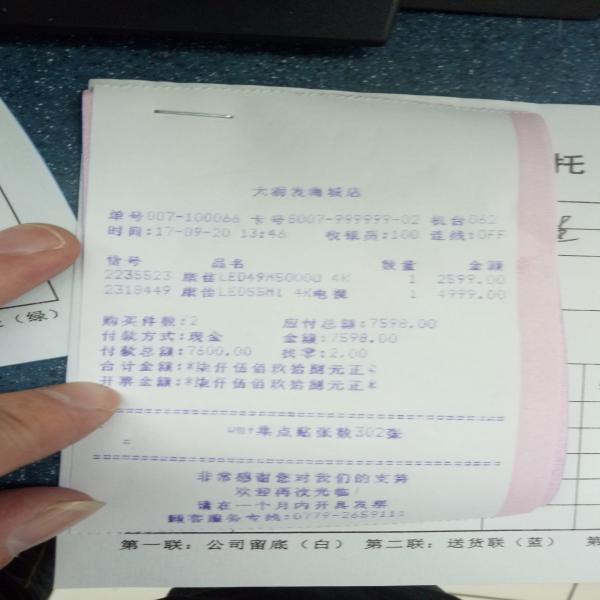 托
大润发海城店
单号007-100066 卡号5007-999999-02 机台062
时间:17-09-20 13:46 收银员:100 连线:OFF
货号 品名 数量 金额
2235523 康佳LED49M5000U 4K 1 2599.00
2318449 康佳LED55M1 4K电视 1 4999.00
购买件数:2 应付总额:7598.00
付款方式:现金 金额:7598.00
付款总额:7600.00 找零:2.00
合计金额:*柒仟伍佰玖拾捌元正*
开票金额:*柒仟伍佰玖拾捌元正*
集点贴张数302张
=
非常感谢您对我们的支持
欢迎再次光临!
请在一个月内开具发票
顾客服务专线:0779-2659111
(绿)
第一联:公司留底(白) 第二联:送货联(蓝) 第